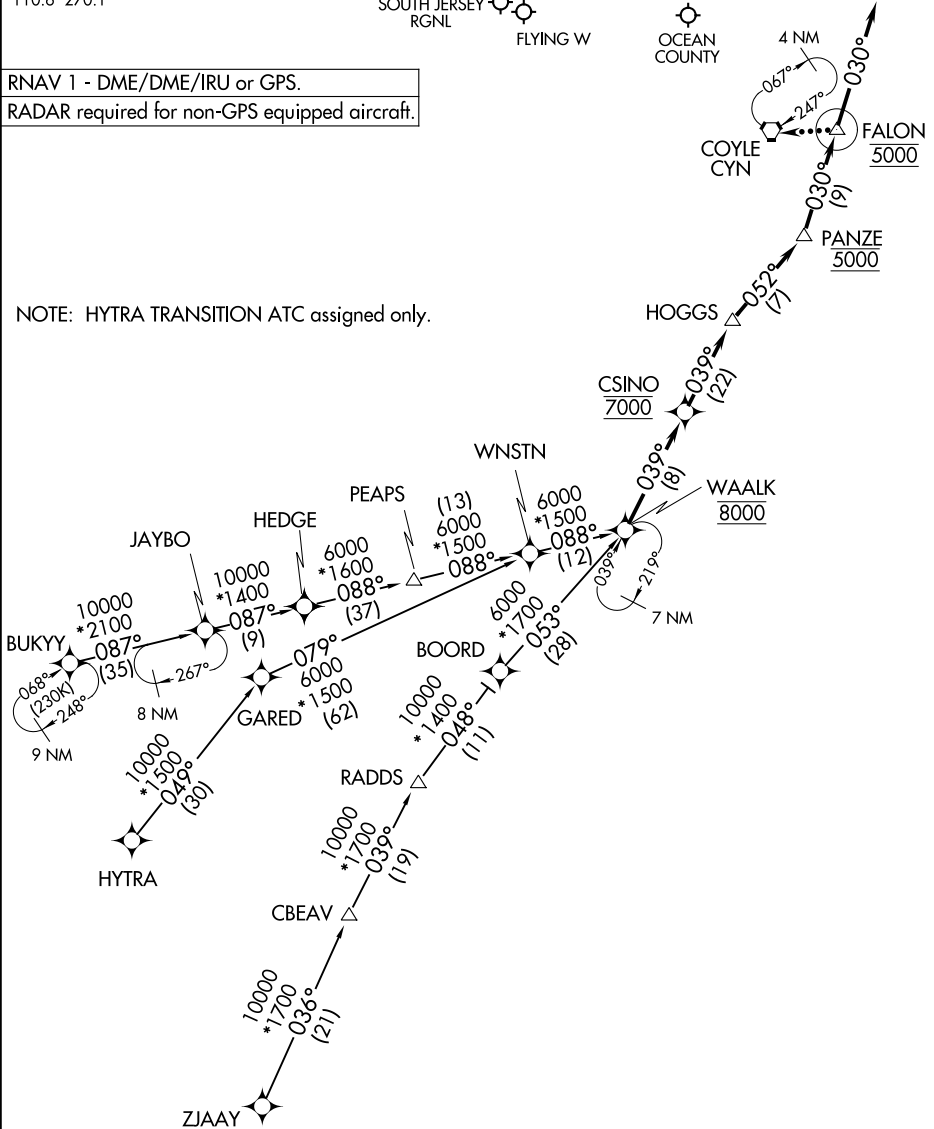 110.6 270.1
SOUTH JERSEY
RGNL
FLYING W
OCEAN
COUNTY
4 NM
067°
247°
030°
COYLE
CYN
FALON
5000
RNAV 1 - DME/DME/IRU or GPS.
RADAR required for non-GPS equipped aircraft.
030°
(9)
PANZE
5000
052°
(7)
NOTE: HYTRA TRANSITION ATC assigned only.
HOGGS
039°
(22)
CSINO
7000
039°
(8)
WAALK
8000
039°
219°
7 NM
WNSTN
6000
*1500
088°
(12)
PEAPS
(13)
6000
*1500
088°
HEDGE
6000
*1600
088°
(37)
JAYBO
10000
*1400
087°
(9)
267°
8 NM
BUKYY
10000
*2100
087°
(35)
068°
(230K)
248°
9 NM
079°
6000
*1500
(62)
GARED
10000
*1500
049°
(30)
HYTRA
6000
*1700
053°
(28)
BOORD
10000
*1400
048°
(11)
RADDS
10000
*1700
039°
(19)
CBEAV
10000
*1700
036°
(21)
ZJAAY